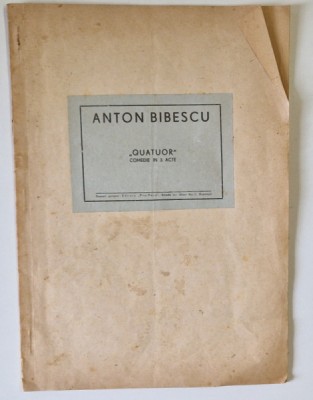 ANTON BIBESCU
„QUATUOR"
COMEDIE IN 3 ACTE